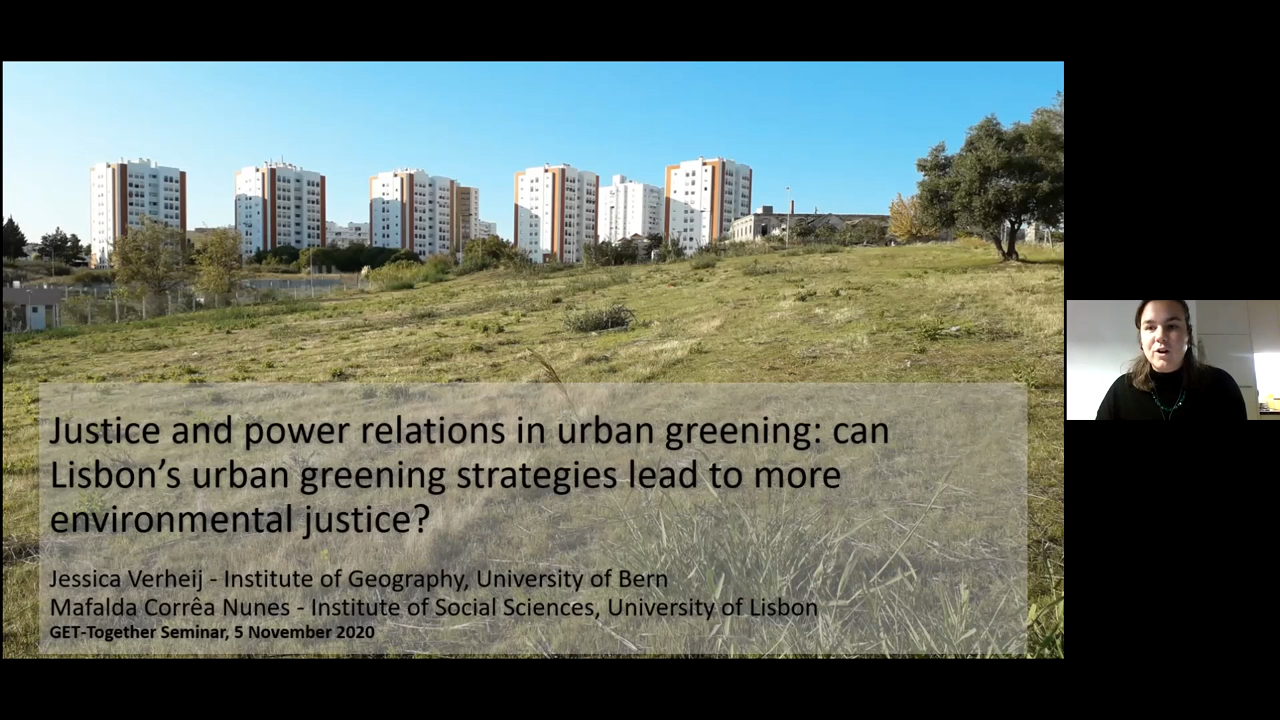 Justice and power relations in urban greening: can
Lisbon's urban greening strategies lead to more
environmental justice?
Jessica Verheij - Institute of Geography, University of Bern
Mafalda Corrêa Nunes - Institute of Social Sciences, University of Lisbon
GET-Together Seminar, 5 November 2020